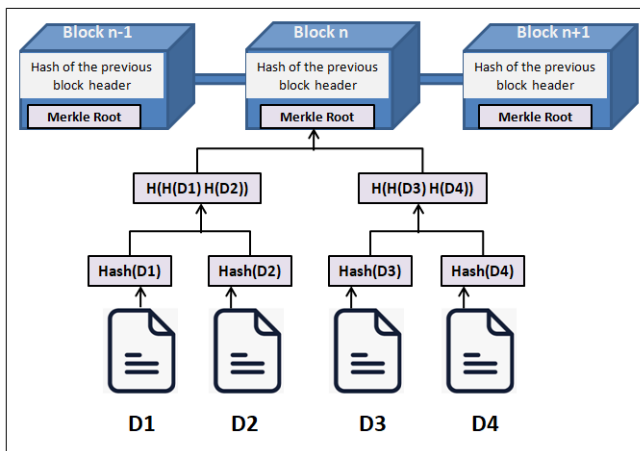 Block n-1
Block n
Block n+1
Hash of the previous
block header
Hash of the previous
block header
Hash of the previous
block header
Merkle Root
Merkle Root
Merkle Root
H(H(D1) H(D2))
H(H(D3) H(D4))
Hash(D1)
Hash(D2)
Hash(D3)
Hash(D4)
D1
D2
D3
D4